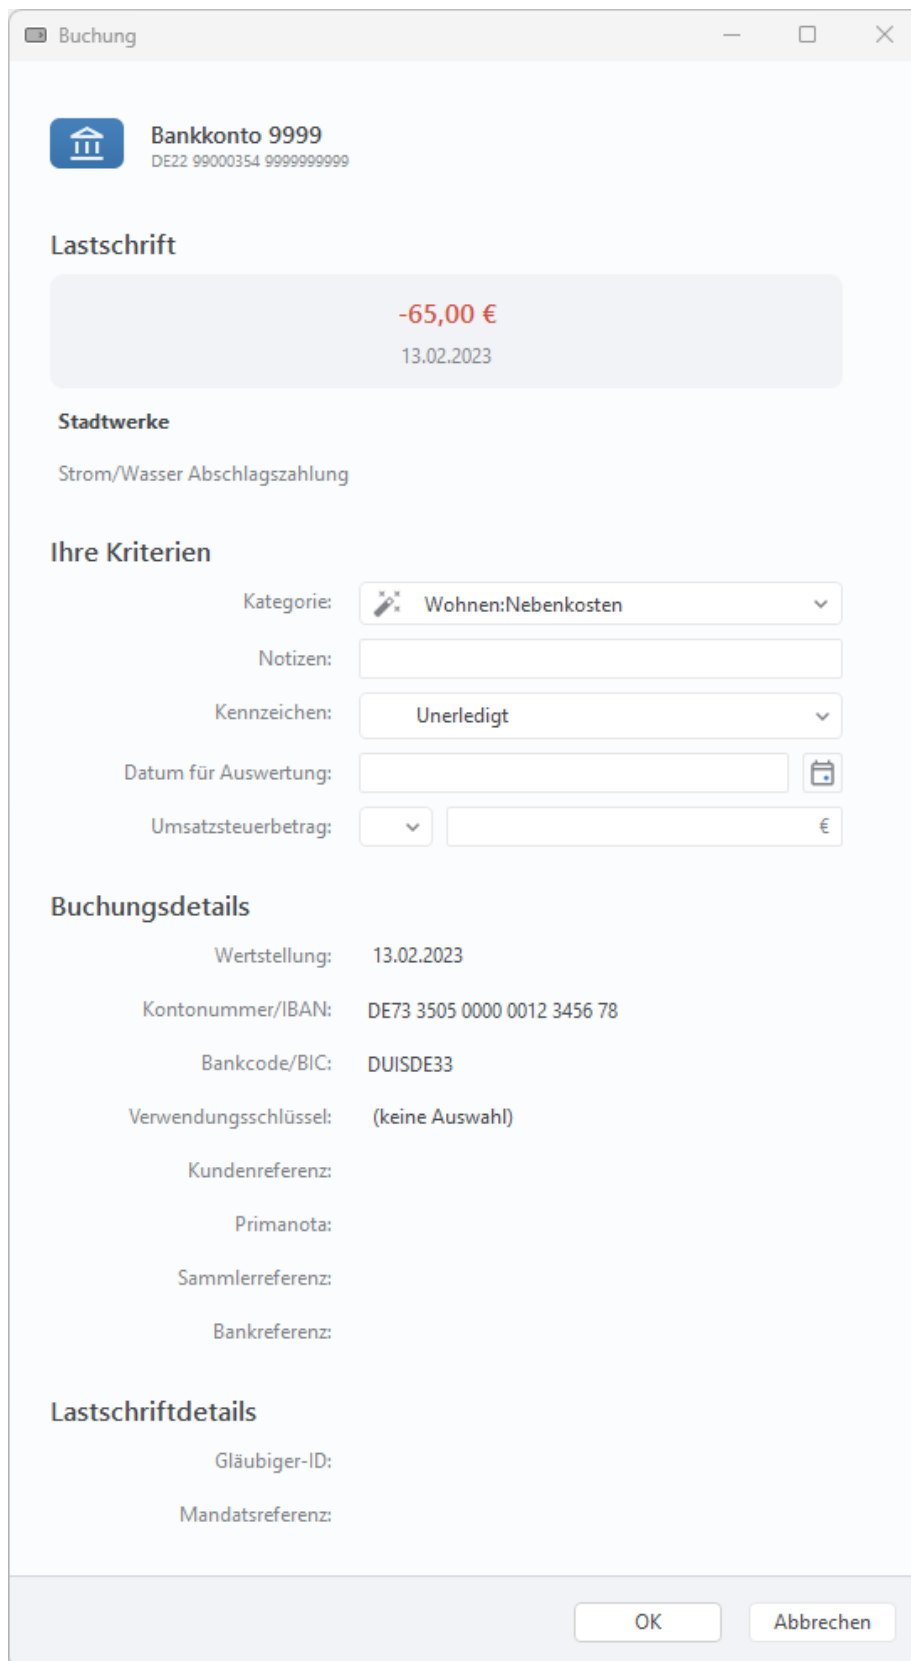 Buchung
Bankkonto 9999
DE22 99000354 9999999999
Lastschrift
-65,00 €
13.02.2023
Stadtwerke
Strom/Wasser Abschlagszahlung
Ihre Kriterien
Kategorie: Wohnen:Nebenkosten
Notizen:
Kennzeichen: Unerledigt
Datum für Auswertung:
Umsatzsteuerbetrag: €
Buchungsdetails
Wertstellung: 13.02.2023
Kontonummer/IBAN: DE73 3505 0000 0012 3456 78
Bankcode/BIC: DUISDE33
Verwendungsschlüssel: (keine Auswahl)
Kundenreferenz:
Primanota:
Sammlerreferenz:
Bankreferenz:
Lastschriftdetails
Gläubiger-ID:
Mandatsreferenz:
OK Abbrechen